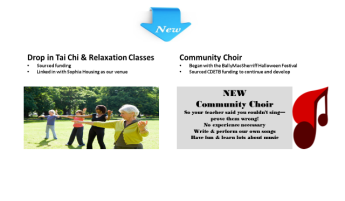 New
Drop in Tai Chi & Relaxation Classes
• Sourced funding
• Linked in with Sophia Housing as our venue
Community Choir
• Began with the BallyMacSherriff Halloween Festival
• Sourced CDETB funding to continue and develop
NEW
Community Choir
So your teacher said you couldn't sing—
prove them wrong!
No experience necessary
Write & perform our own songs
Have fun & learn lots about music